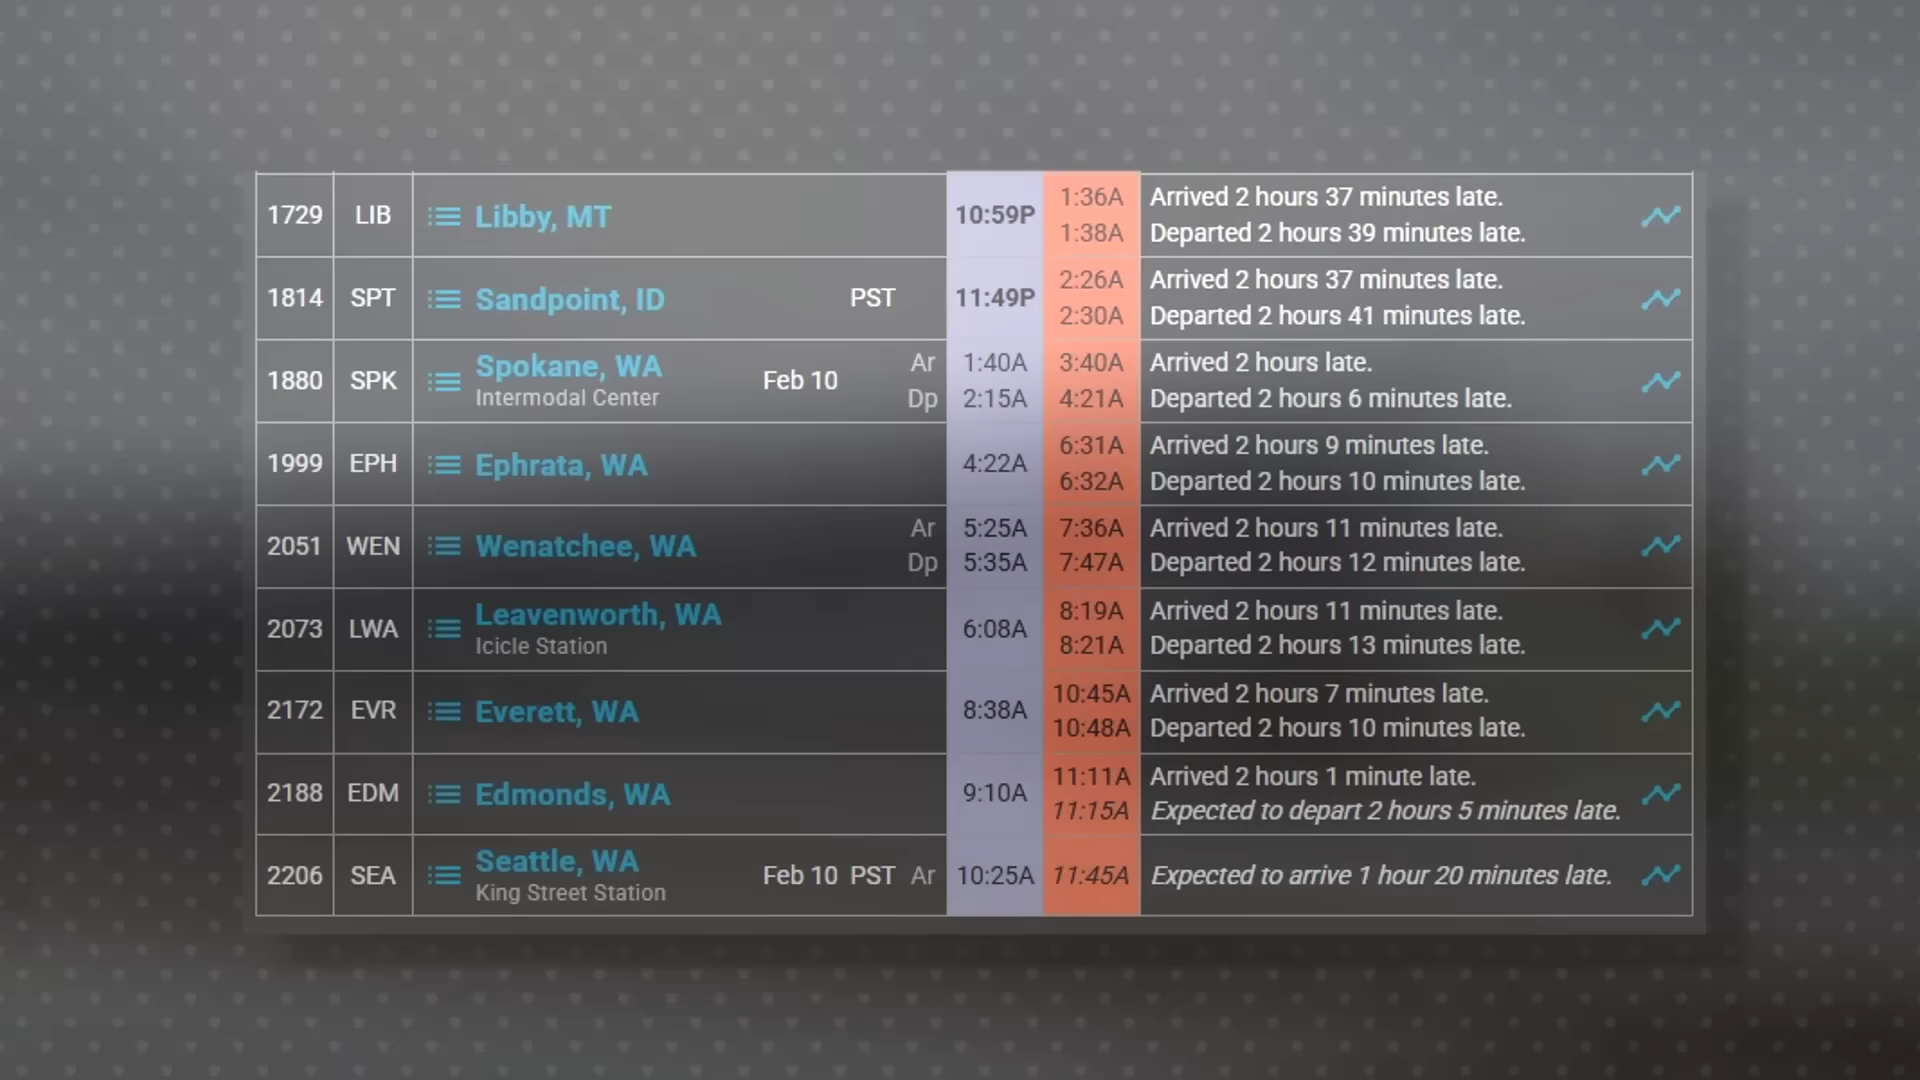 1729 LIB Libby, MT 10:59P 1:36A Arrived 2 hours 37 minutes late.
1:38A Departed 2 hours 39 minutes late.
1814 SPT Sandpoint, ID PST 11:49P 2:26A Arrived 2 hours 37 minutes late.
2:30A Departed 2 hours 41 minutes late.
1880 SPK Spokane, WA Feb 10 Ar 1:40A 3:40A Arrived 2 hours late.
Intermodal Center Dp 2:15A 4:21A Departed 2 hours 6 minutes late.
1999 EPH Ephrata, WA 4:22A 6:31A Arrived 2 hours 9 minutes late.
6:32A Departed 2 hours 10 minutes late.
2051 WEN Wenatchee, WA Ar 5:25A 7:36A Arrived 2 hours 11 minutes late.
Dp 5:35A 7:47A Departed 2 hours 12 minutes late.
2073 LWA Leavenworth, WA 6:08A 8:19A Arrived 2 hours 11 minutes late.
Icicle Station 8:21A Departed 2 hours 13 minutes late.
2172 EVR Everett, WA 8:38A 10:45A Arrived 2 hours 7 minutes late.
10:48A Departed 2 hours 10 minutes late.
2188 EDM Edmonds, WA 9:10A 11:11A Arrived 2 hours 1 minute late.
11:15A Expected to depart 2 hours 5 minutes late.
2206 SEA Seattle, WA Feb 10 PST Ar 10:25A 11:45A Expected to arrive 1 hour 20 minutes late.
King Street Station